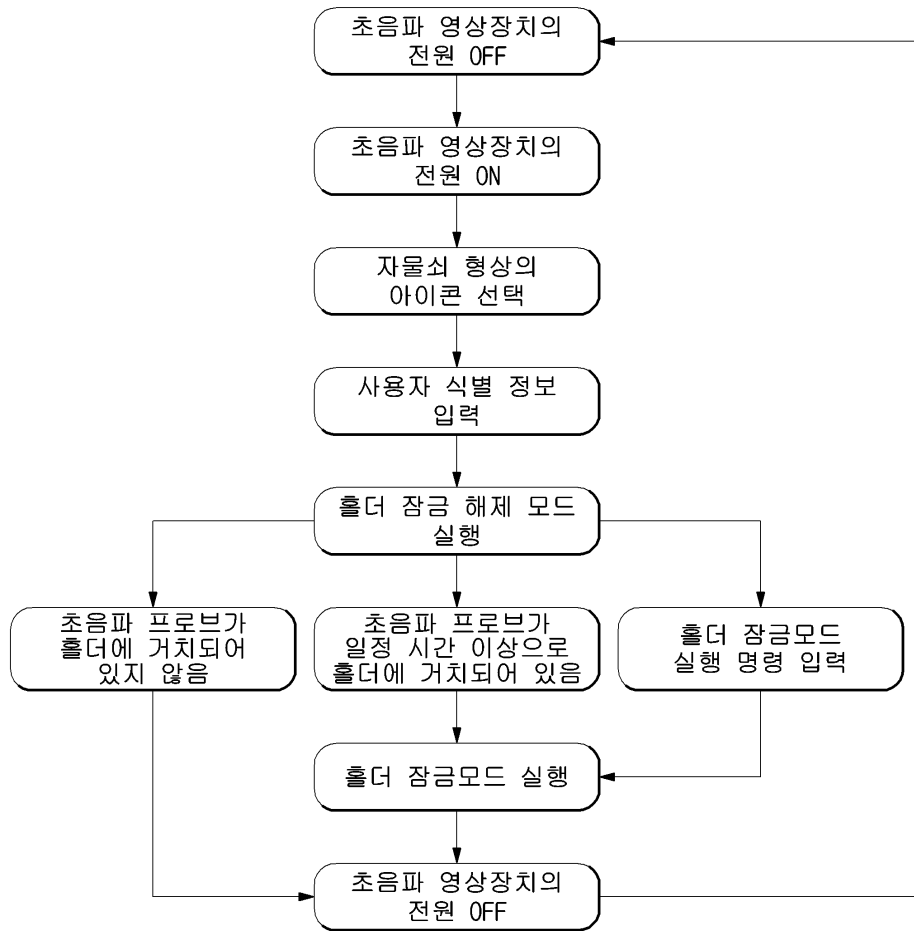 초음파 영상장치의
전원 OFF
초음파 영상장치의
전원 ON
자물쇠 형상의
아이콘 선택
사용자 식별 정보
입력
홀더 잠금 해제 모드
실행
초음파 프로브가
홀더에 거치되어
있지 않음
초음파 프로브가
일정 시간 이상으로
홀더에 거치되어 있음
홀더 잠금모드
실행 명령 입력
홀더 잠금모드 실행
초음파 영상장치의
전원 OFF